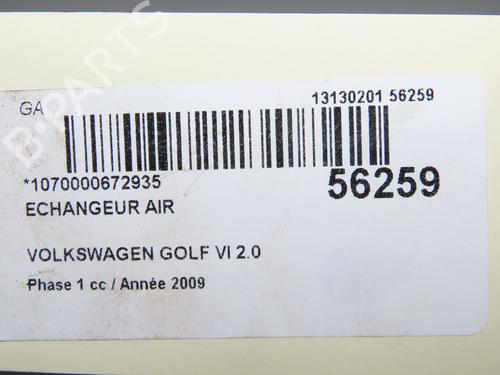 GA
13130201 56259
*1070000672935
56259
ECHANGEUR AIR
VOLKSWAGEN GOLF VI 2.0
Phase 1 cc / Année 2009
B-PARTS